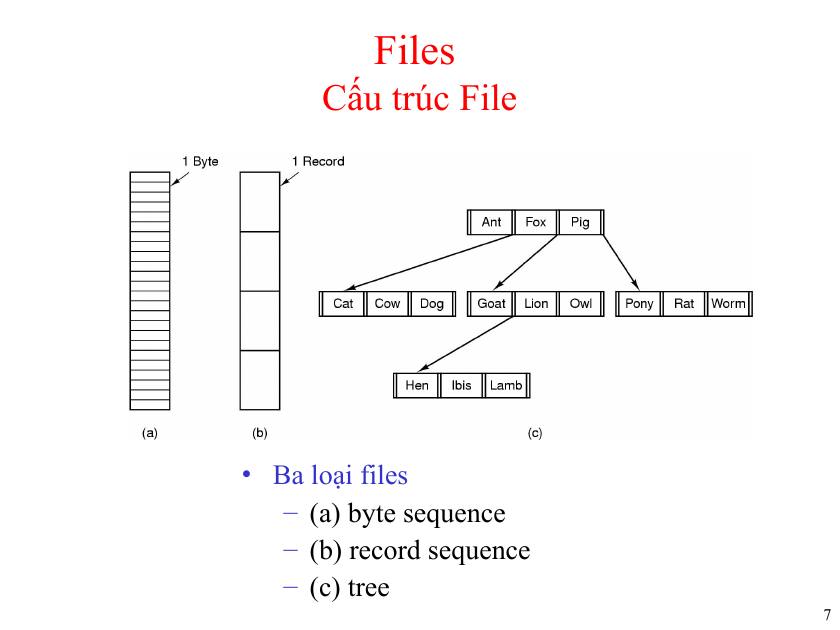 Files
Cấu trúc File
1 Byte
1 Record
Ant Fox Pig
Cat Cow Dog
Goat Lion Owl
Pony Rat Worm
Hen Ibis Lamb
(a)
(b)
(c)
• Ba loại files
– (a) byte sequence
– (b) record sequence
– (c) tree
7